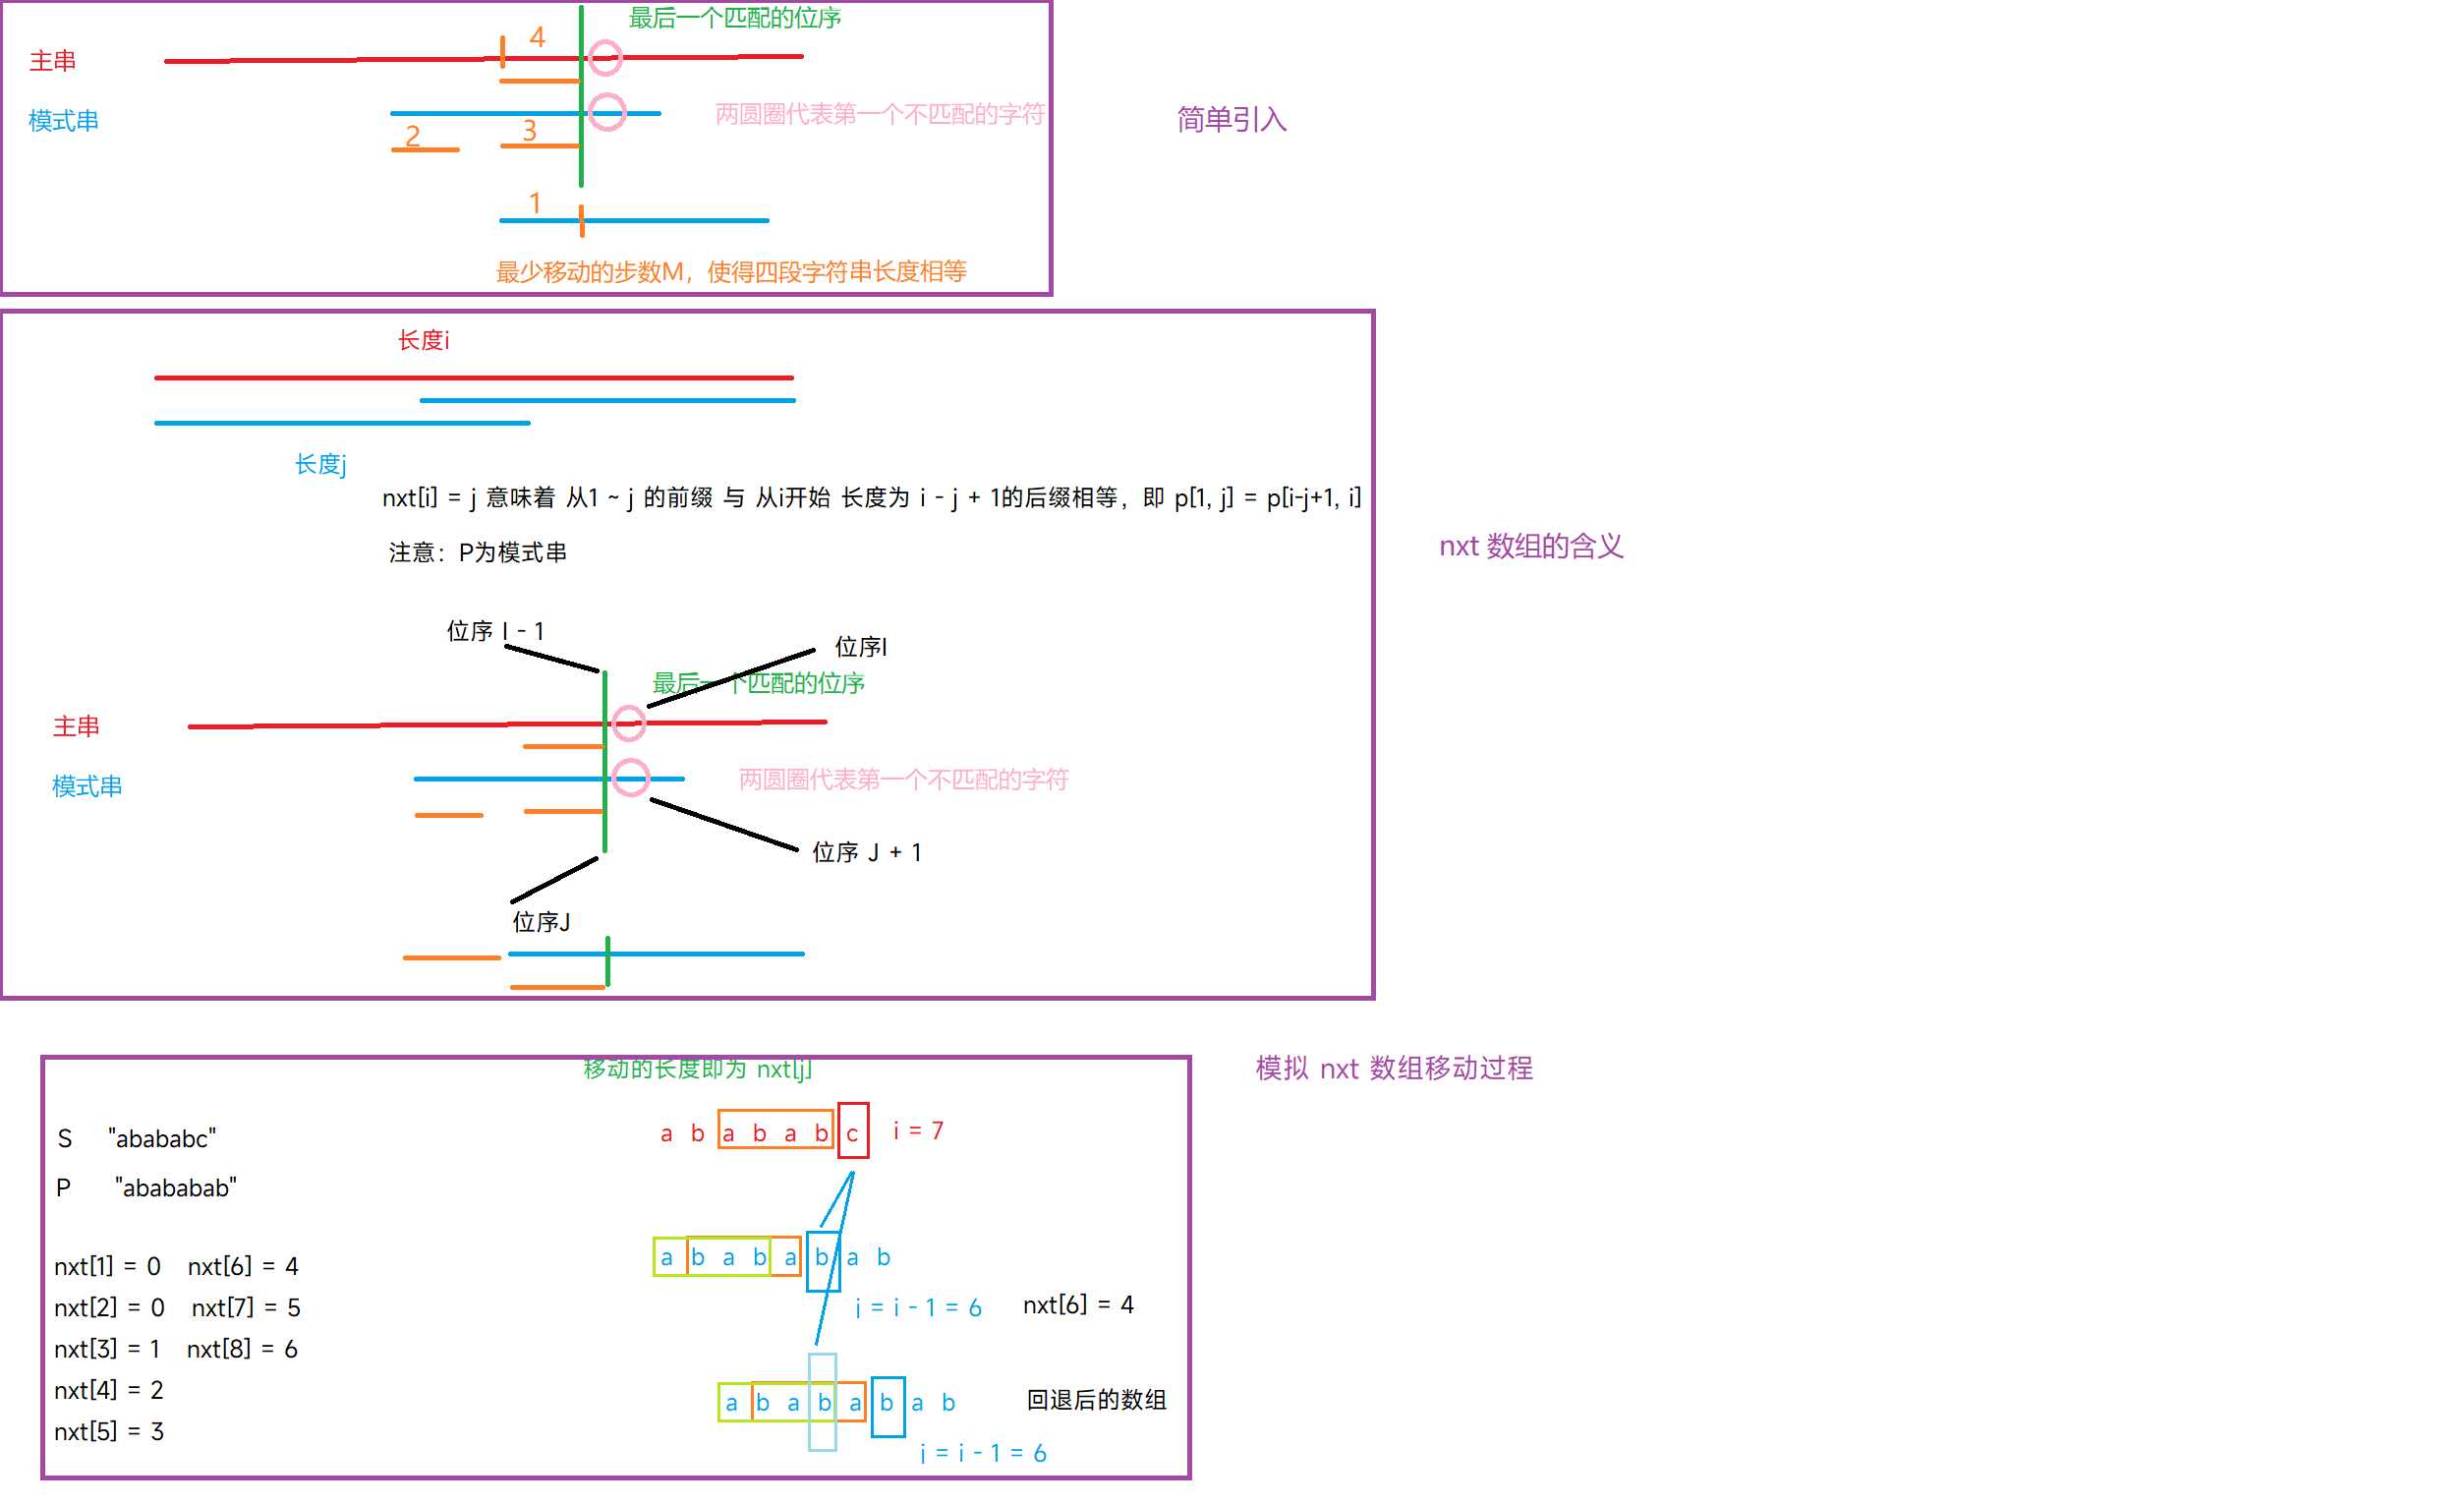 最后一个匹配的位序
4
主串
模式串
两圆圈代表第一个不匹配的字符
简单引入
2
3
1
最少移动的步数M，使得四段字符串长度相等
长度i
长度j
nxt[i] = j 意味着 从1 ~ j 的前缀 与 从i开始 长度为 i - j + 1的后缀相等，即 p[1, j] = p[i-j+1, i]
注意：P为模式串
nxt 数组的含义
位序 I - 1
位序I
最后一个匹配的位序
主串
模式串
两圆圈代表第一个不匹配的字符
位序 J + 1
位序J
移动的长度即为 nxt[j]
模拟 nxt 数组移动过程
S "abababc"
P "abababab"
nxt[1] = 0 nxt[6] = 4
nxt[2] = 0 nxt[7] = 5
nxt[3] = 1 nxt[8] = 6
nxt[4] = 2
nxt[5] = 3
a b a b a b c i = 7
a b a b a b a b
j = i - 1 = 6 nxt[6] = 4
a b a b a b a b 回退后的数组
j = i - 1 = 6